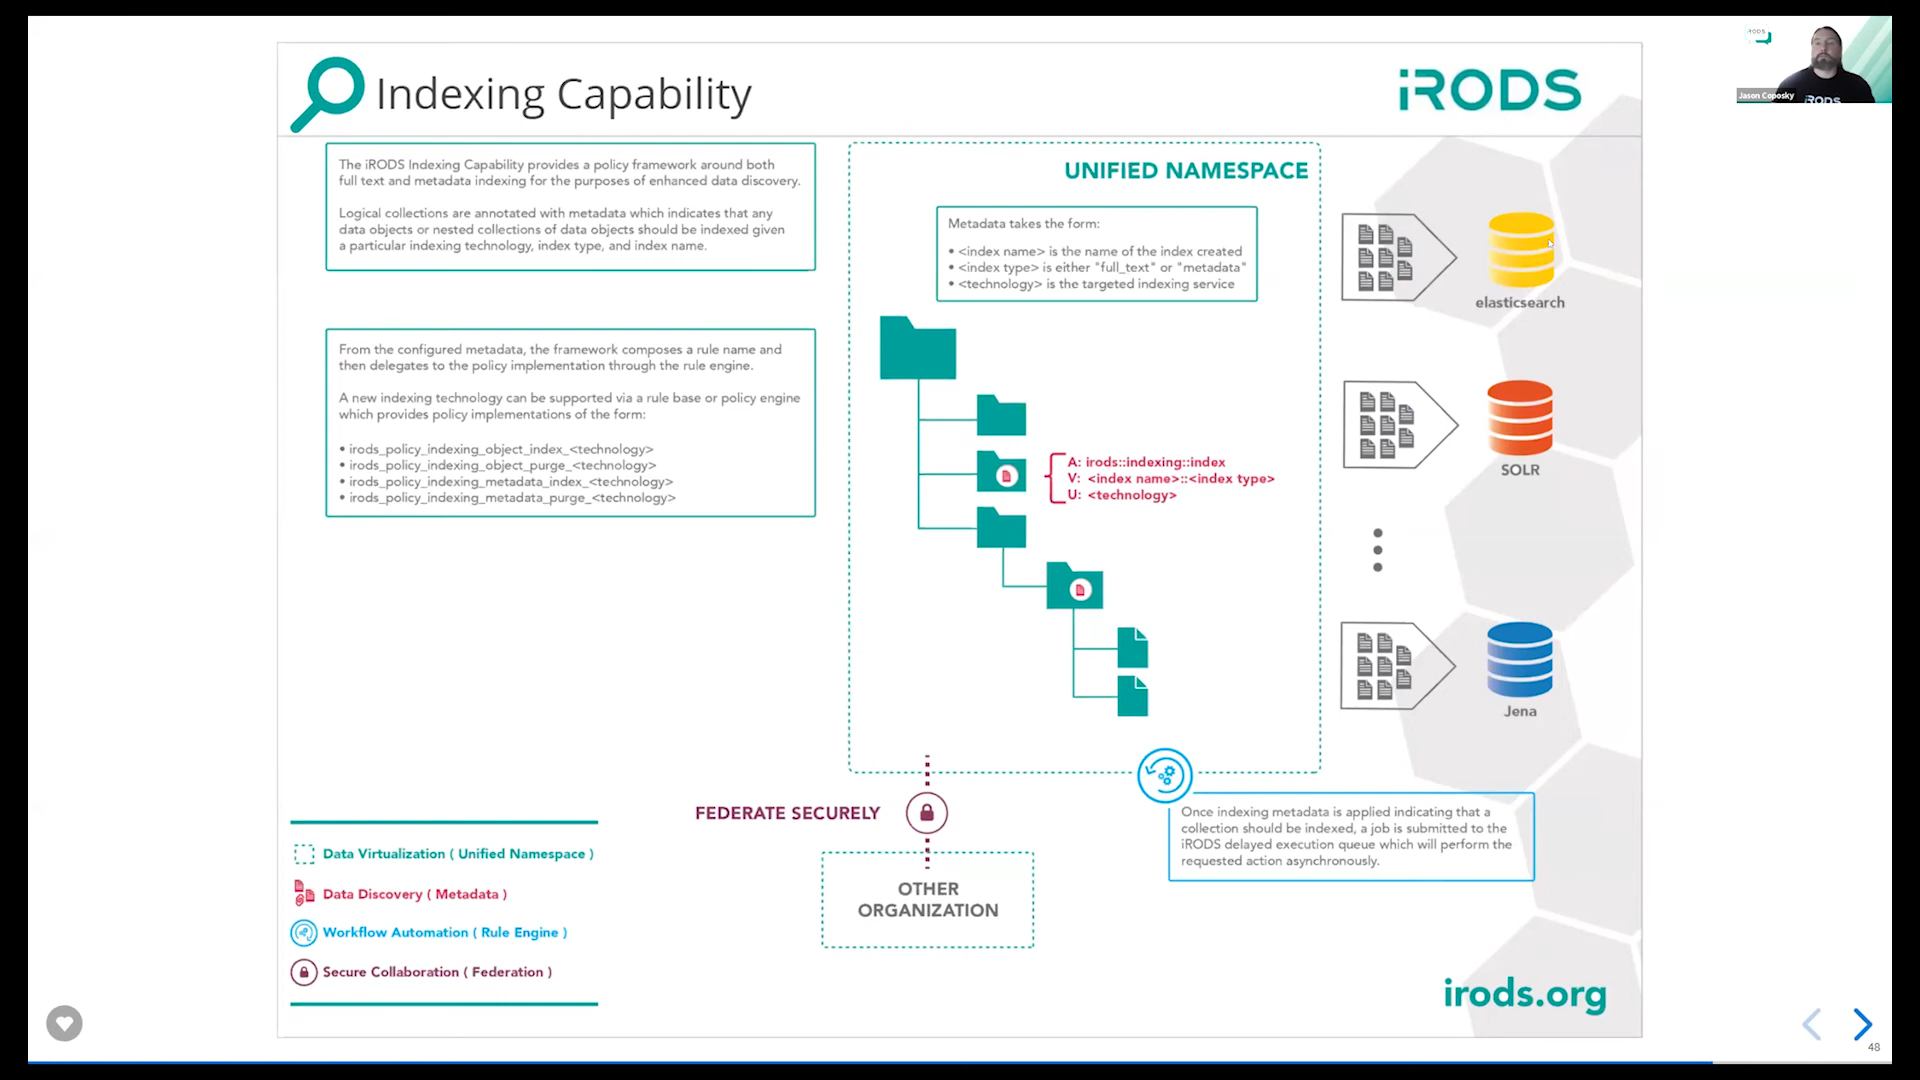 Indexing Capability
iRODS
iRODS
Jason Coposky
iRODS
The iRODS Indexing Capability provides a policy framework around both
full text and metadata indexing for the purposes of enhanced data discovery.
Logical collections are annotated with metadata which indicates that any
data objects or nested collections of data objects should be indexed given
a particular indexing technology, index type, and index name.
From the configured metadata, the framework composes a rule name and
then delegates to the policy implementation through the rule engine.
A new indexing technology can be supported via a rule base or policy engine
which provides policy implementations of the form:
• irods_policy_indexing_object_index_<technology>
• irods_policy_indexing_object_purge_<technology>
• irods_policy_indexing_metadata_index_<technology>
• irods_policy_indexing_metadata_purge_<technology>
UNIFIED NAMESPACE
Metadata takes the form:
• <index name> is the name of the index created
• <index type> is either "full_text" or "metadata"
• <technology> is the targeted indexing service
A: irods::indexing::index
V: <index name>::<index type>
U: <technology>
elasticsearch
SOLR
Jena
FEDERATE SECURELY
OTHER
ORGANIZATION
Once indexing metadata is applied indicating that a
collection should be indexed, a job is submitted to the
iRODS delayed execution queue which will perform the
requested action asynchronously.
Data Virtualization ( Unified Namespace )
Data Discovery ( Metadata )
Workflow Automation ( Rule Engine )
Secure Collaboration ( Federation )
irods.org
48